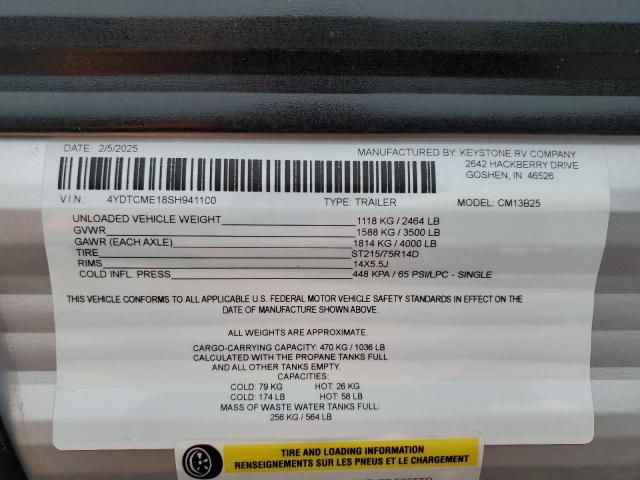 DATE: 2/5/2025
MANUFACTURED BY: KEYSTONE RV COMPANY
2642 HACKBERRY DRIVE
GOSHEN, IN 46526
V.I.N.: 4YDTCME18SH9411C0 TYPE: TRAILER MODEL: CM13B25
UNLOADED VEHICLE WEIGHT 1118 KG / 2464 LB
GVWR 1588 KG / 3500 LB
GAWR (EACH AXLE) 1814 KG / 4000 LB
TIRE ST215/75R14D
RIMS 14X5.5J
COLD INFL. PRESS 448 KPA / 65 PSI/LPC - SINGLE
THIS VEHICLE CONFORMS TO ALL APPLICABLE U.S. FEDERAL MOTOR VEHICLE SAFETY STANDARDS IN EFFECT ON THE
DATE OF MANUFACTURE SHOWN ABOVE.
ALL WEIGHTS ARE APPROXIMATE.
CARGO-CARRYING CAPACITY: 470 KG / 1036 LB
CALCULATED WITH THE PROPANE TANKS FULL
AND ALL OTHER TANKS EMPTY.
CAPACITIES:
COLD: 79 KG HOT: 26 KG
COLD: 174 LB HOT: 58 LB
MASS OF WASTE WATER TANKS FULL:
256 KG / 564 LB
TIRE AND LOADING INFORMATION
RENSEIGNEMENTS SUR LES PNEUS ET LE CHARGEMENT